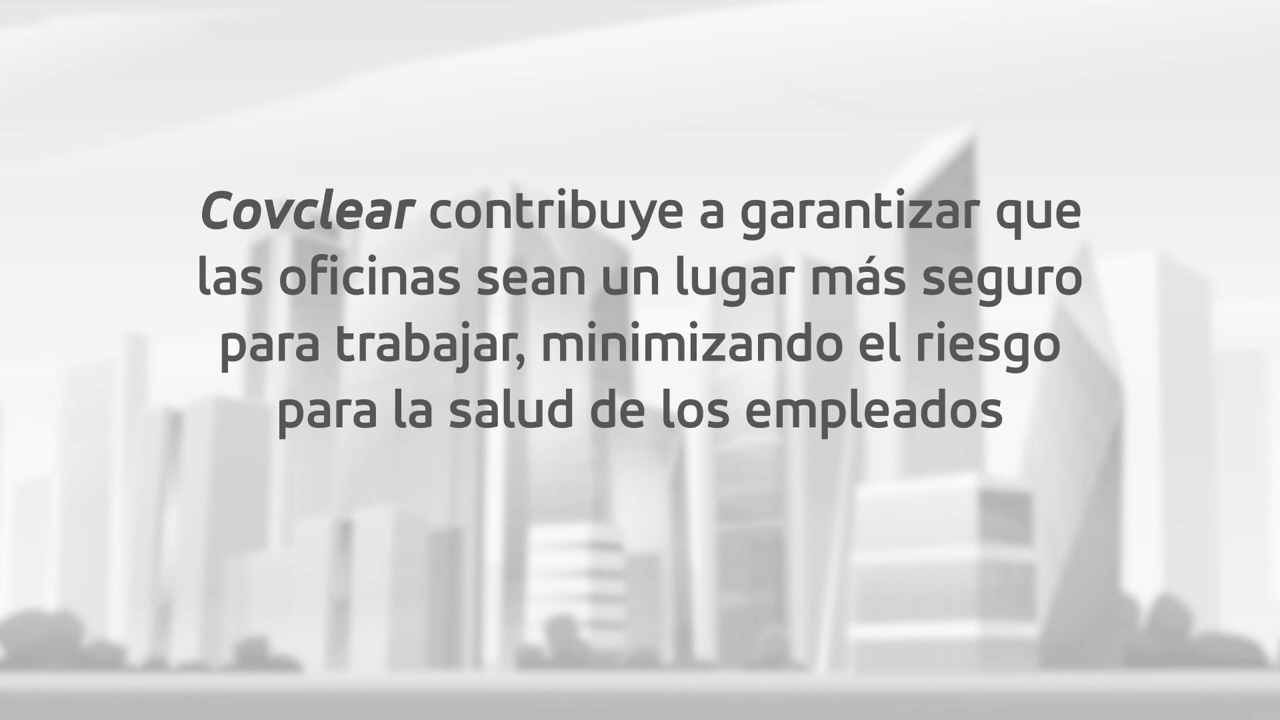 Covclear contribuye a garantizar que
las oficinas sean un lugar más seguro
para trabajar, minimizando el riesgo
para la salud de los empleados